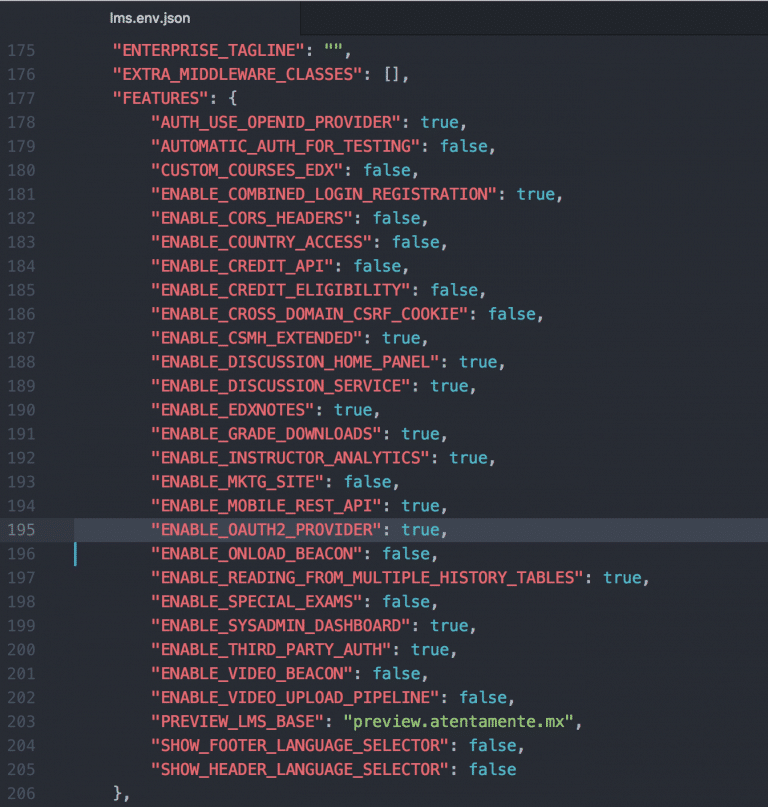 lms.env.json
175 "ENTERPRISE_TAGLINE": "",
176 "EXTRA_MIDDLEWARE_CLASSES": [],
177 "FEATURES": {
178 "AUTH_USE_OPENID_PROVIDER": true,
179 "AUTOMATIC_AUTH_FOR_TESTING": false,
180 "CUSTOM_COURSES_EDX": false,
181 "ENABLE_COMBINED_LOGIN_REGISTRATION": true,
182 "ENABLE_CORS_HEADERS": false,
183 "ENABLE_COUNTRY_ACCESS": false,
184 "ENABLE_CREDIT_API": false,
185 "ENABLE_CREDIT_ELIGIBILITY": false,
186 "ENABLE_CROSS_DOMAIN_CSRF_COOKIE": false,
187 "ENABLE_CSMH_EXTENDED": true,
188 "ENABLE_DISCUSSION_HOME_PANEL": true,
189 "ENABLE_DISCUSSION_SERVICE": true,
190 "ENABLE_EDXNOTES": true,
191 "ENABLE_GRADE_DOWNLOADS": true,
192 "ENABLE_INSTRUCTOR_ANALYTICS": true,
193 "ENABLE_MKTG_SITE": false,
194 "ENABLE_MOBILE_REST_API": true,
195 "ENABLE_OAUTH2_PROVIDER": true,
196 "ENABLE_ONLOAD_BEACON": false,
197 "ENABLE_READING_FROM_MULTIPLE_HISTORY_TABLES": true,
198 "ENABLE_SPECIAL_EXAMS": false,
199 "ENABLE_SYSADMIN_DASHBOARD": true,
200 "ENABLE_THIRD_PARTY_AUTH": true,
201 "ENABLE_VIDEO_BEACON": false,
202 "ENABLE_VIDEO_UPLOAD_PIPELINE": false,
203 "PREVIEW_LMS_BASE": "preview.atentamente.mx",
204 "SHOW_FOOTER_LANGUAGE_SELECTOR": false,
205 "SHOW_HEADER_LANGUAGE_SELECTOR": false
206 },